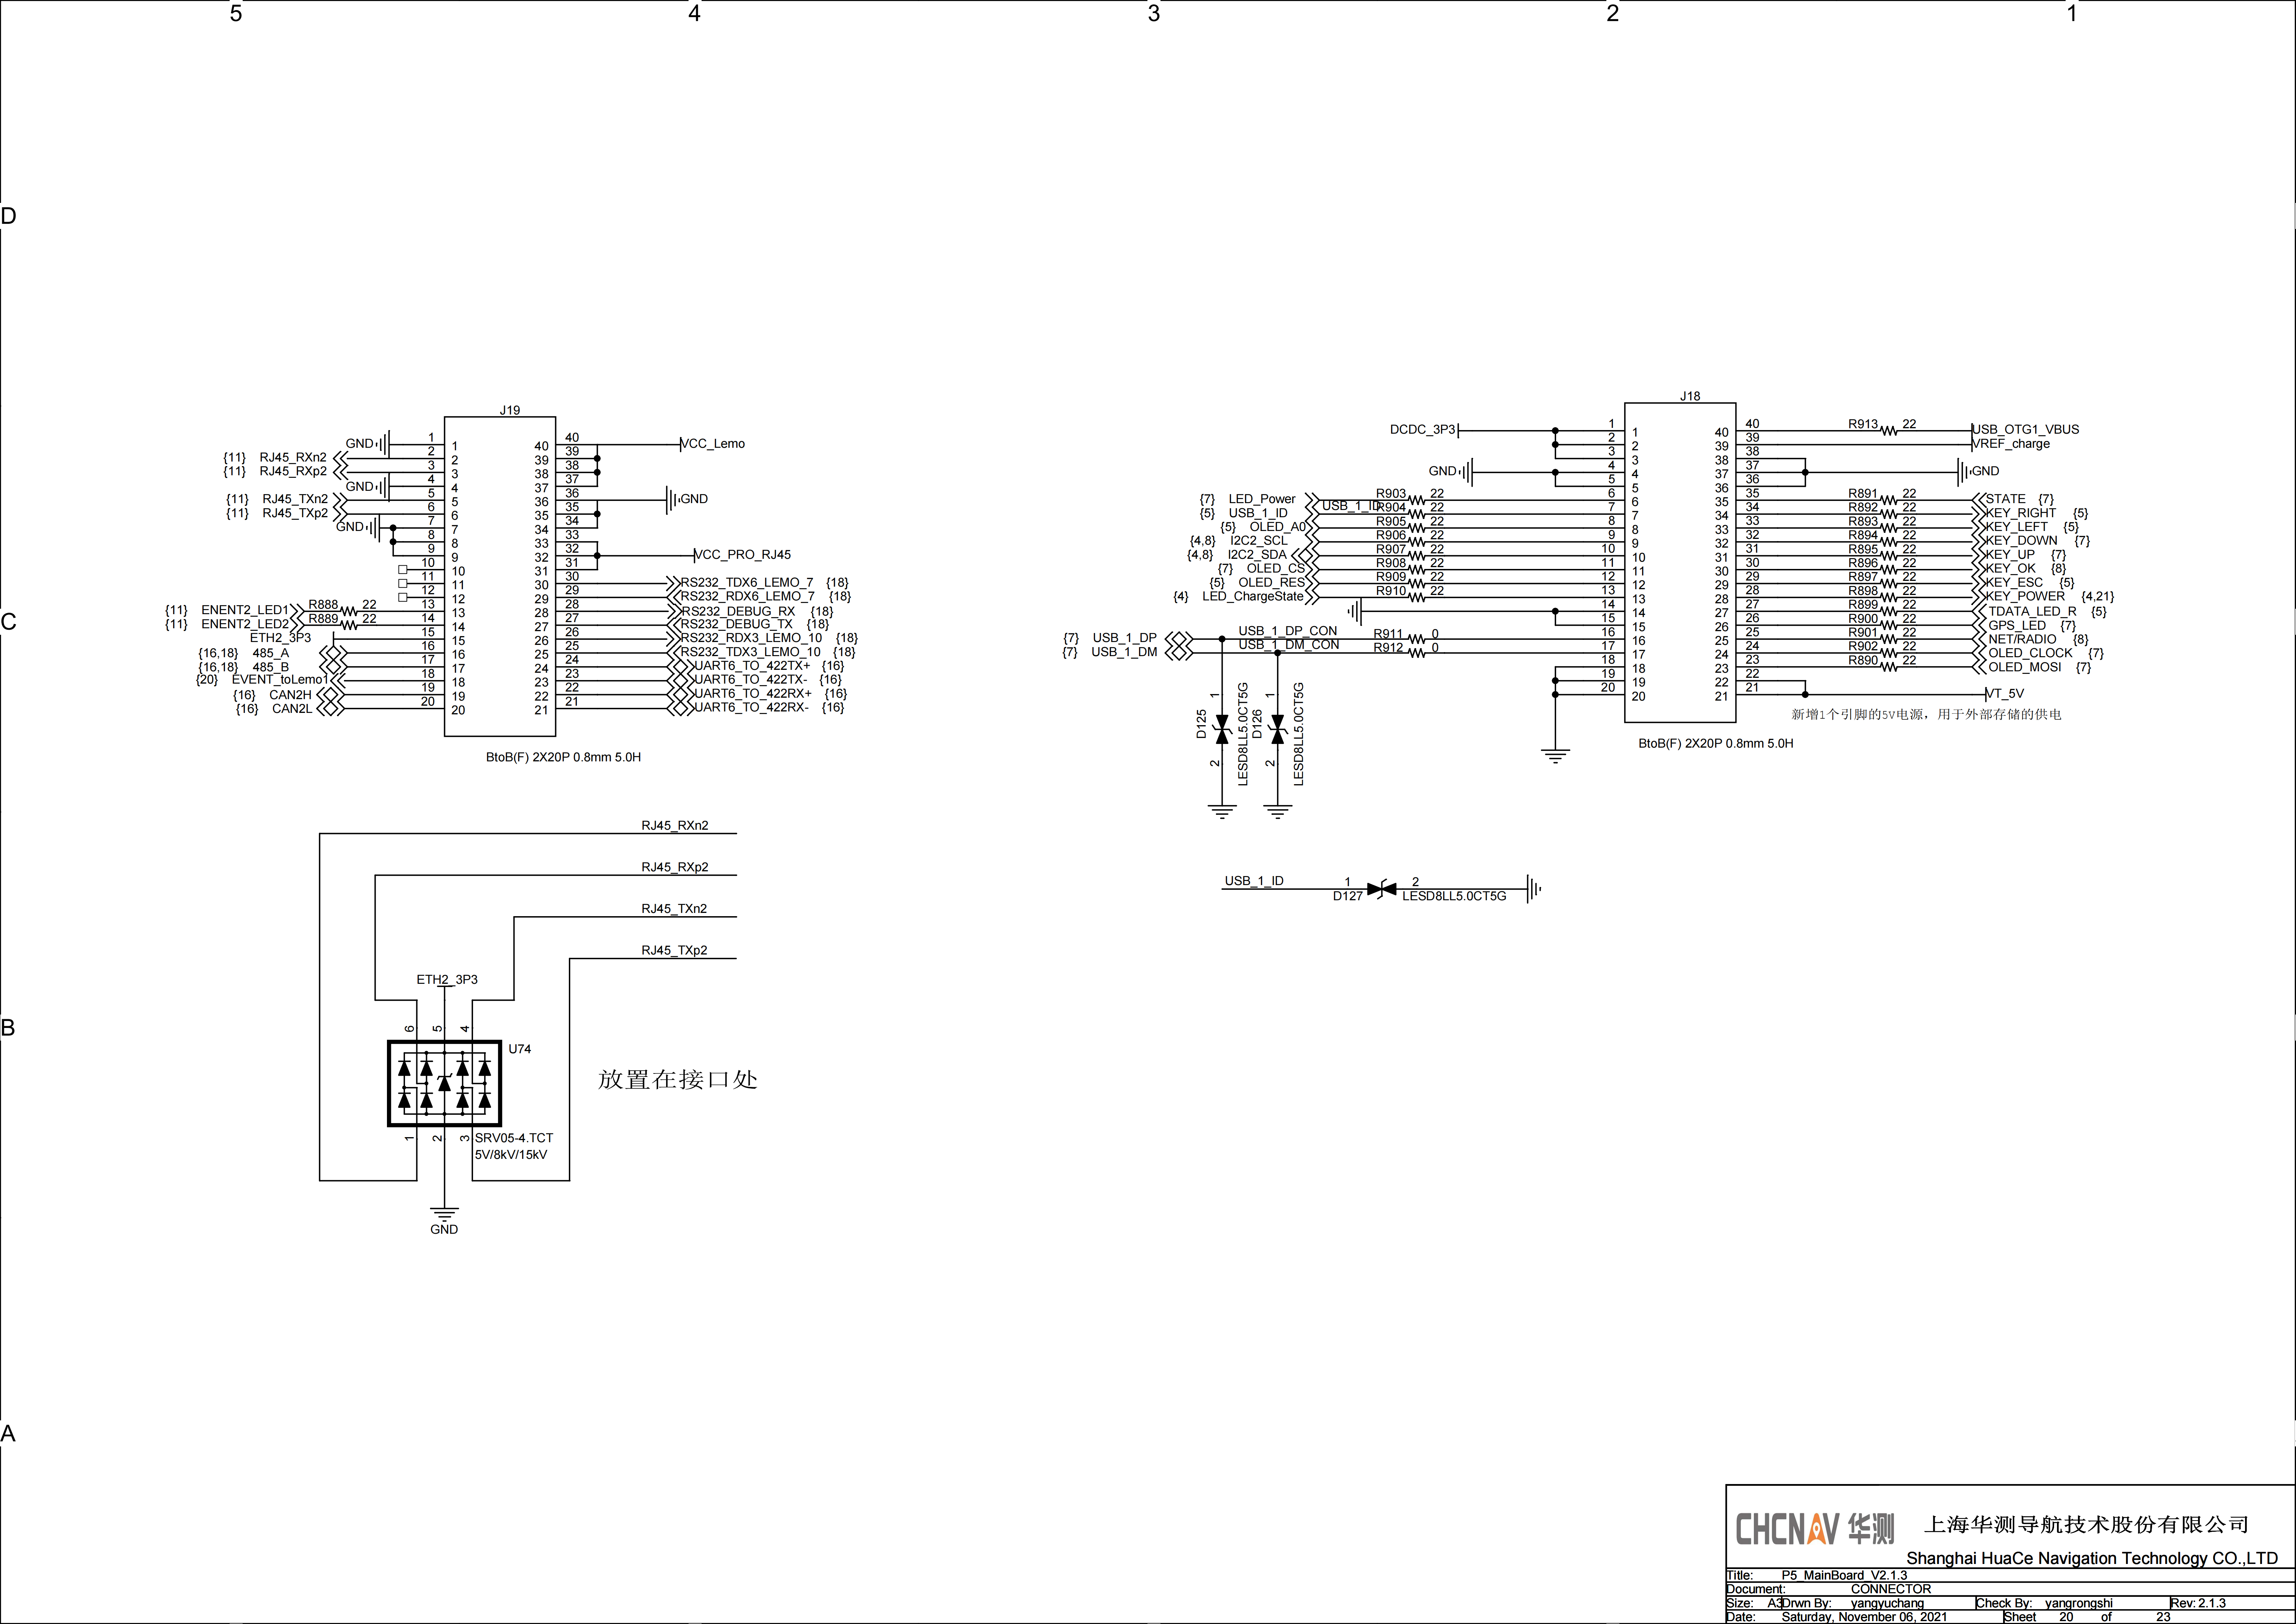 5 4 3 2 1
D
C
B
A
J19
GND
{11} RJ45_RXn2
{11} RJ45_RXp2
GND
{11} RJ45_TXn2
{11} RJ45_TXp2
GND
{11} ENENT2_LED1 R888 22
{11} ENENT2_LED2 R889 22
ETH2_3P3
{16,18} 485_A
{16,18} 485_B
{20} EVENT_toLemo1
{16} CAN2H
{16} CAN2L
1 1 40 40
2 2 39 39
3 3 38 38
4 4 37 37
5 5 36 36
6 6 35 35
7 7 34 34
8 8 33 33
9 9 32 32
10 10 31 31
11 11 30 30
12 12 29 29
13 13 28 28
14 14 27 27
15 15 26 26
16 16 25 25
17 17 24 24
18 18 23 23
19 19 22 22
20 20 21 21
VCC_Lemo
GND
VCC_PRO_RJ45
RS232_TDX6_LEMO_7 {18}
RS232_RDX6_LEMO_7 {18}
RS232_DEBUG_RX {18}
RS232_DEBUG_TX {18}
RS232_RDX3_LEMO_10 {18}
RS232_TDX3_LEMO_10 {18}
UART6_TO_422TX+ {16}
UART6_TO_422TX- {16}
UART6_TO_422RX+ {16}
UART6_TO_422RX- {16}
BtoB(F) 2X20P 0.8mm 5.0H
J18
DCDC_3P3
GND
{7} LED_Power R903 22
{5} USB_1_ID USB_1_ID R904 22
{5} OLED_A0 R905 22
{4,8} I2C2_SCL R906 22
{4,8} I2C2_SDA R907 22
{7} OLED_CS R908 22
{5} OLED_RES R909 22
{4} LED_ChargeState R910 22
{7} USB_1_DP USB_1_DP_CON R911 0
{7} USB_1_DM USB_1_DM_CON R912 0
1 1 40 40
2 2 39 39
3 3 38 38
4 4 37 37
5 5 36 36
6 6 35 35
7 7 34 34
8 8 33 33
9 9 32 32
10 10 31 31
11 11 30 30
12 12 29 29
13 13 28 28
14 14 27 27
15 15 26 26
16 16 25 25
17 17 24 24
18 18 23 23
19 19 22 22
20 20 21 21
R913 22 USB_OTG1_VBUS
VREF_charge
GND
R891 22 STATE {7}
R892 22 KEY_RIGHT {5}
R893 22 KEY_LEFT {5}
R894 22 KEY_DOWN {7}
R895 22 KEY_UP {7}
R896 22 KEY_OK {8}
R897 22 KEY_ESC {5}
R898 22 KEY_POWER {4,21}
R899 22 TDATA_LED_R {5}
R900 22 GPS_LED {7}
R901 22 NET/RADIO {8}
R902 22 OLED_CLOCK {7}
R890 22 OLED_MOSI {7}
VT_5V
新增1个引脚的5V电源，用于外部存储的供电
BtoB(F) 2X20P 0.8mm 5.0H
1 D125 2 LESD8LL5.0CT5G
1 D126 2 LESD8LL5.0CT5G
USB_1_ID 1 2
D127 LESD8LL5.0CT5G
RJ45_RXn2
RJ45_RXp2
RJ45_TXn2
RJ45_TXp2
ETH2_3P3
6 5 4
U74
放置在接口处
1 2 3
SRV05-4.TCT
5V/8kV/15kV
GND
CHCNAV 华测
上海华测导航技术股份有限公司
Shanghai HuaCe Navigation Technology CO.,LTD
Title: P5_MainBoard_V2.1.3
Document: CONNECTOR
Size: A3 Drwn By: yangyuchang Check By: yangrongshi Rev: 2.1.3
Date: Saturday, November 06, 2021 Sheet 20 of 23